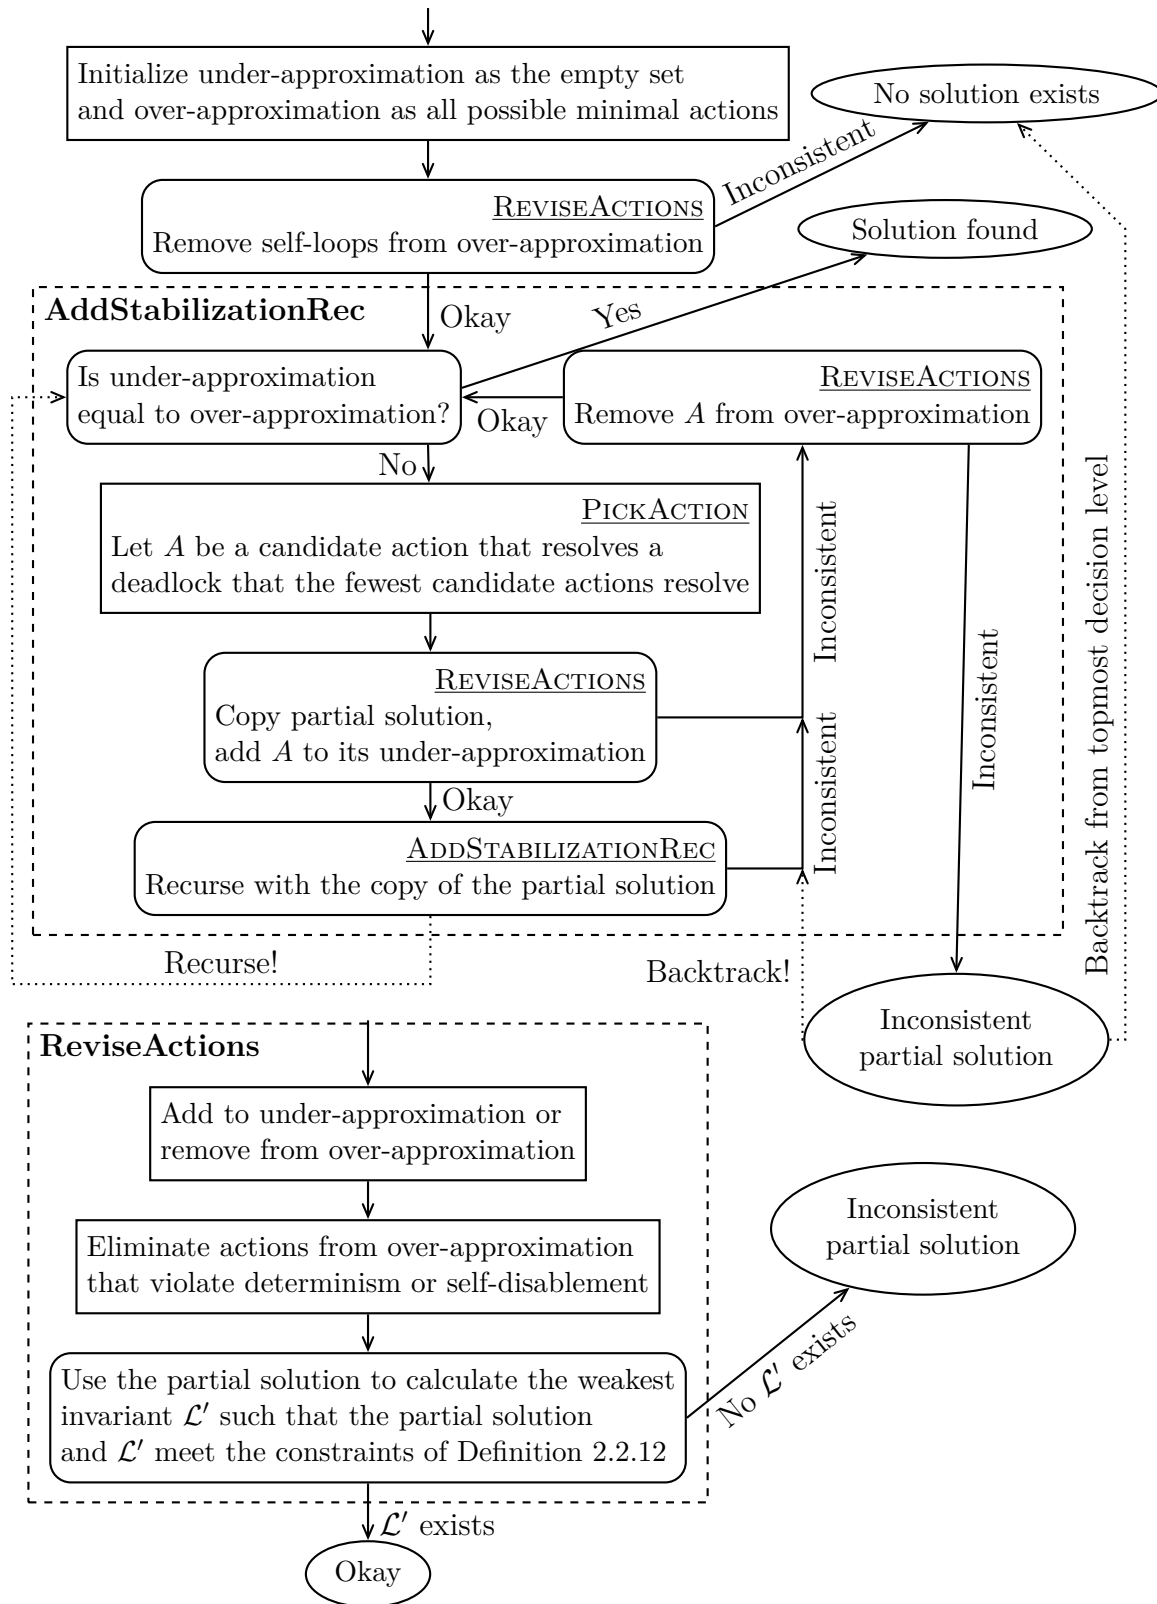 Initialize under-approximation as the empty set
and over-approximation as all possible minimal actions
No solution exists
Inconsistent
REVISEACTIONS
Remove self-loops from over-approximation
Solution found
AddStabilizationRec
Okay
Yes
Is under-approximation
equal to over-approximation?
Okay
REVISEACTIONS
Remove A from over-approximation
No
PICKACTION
Let A be a candidate action that resolves a
deadlock that the fewest candidate actions resolve
Inconsistent
REVISEACTIONS
Copy partial solution,
add A to its under-approximation
Okay
Inconsistent
ADDSTABILIZATIONREC
Recurse with the copy of the partial solution
Inconsistent
Backtrack from topmost decision level
Recurse!
Backtrack!
Inconsistent
partial solution
ReviseActions
Add to under-approximation or
remove from over-approximation
Eliminate actions from over-approximation
that violate determinism or self-disablement
Inconsistent
partial solution
Use the partial solution to calculate the weakest
invariant ℒ′ such that the partial solution
and ℒ′ meet the constraints of Definition 2.2.12
No ℒ′ exists
ℒ′ exists
Okay